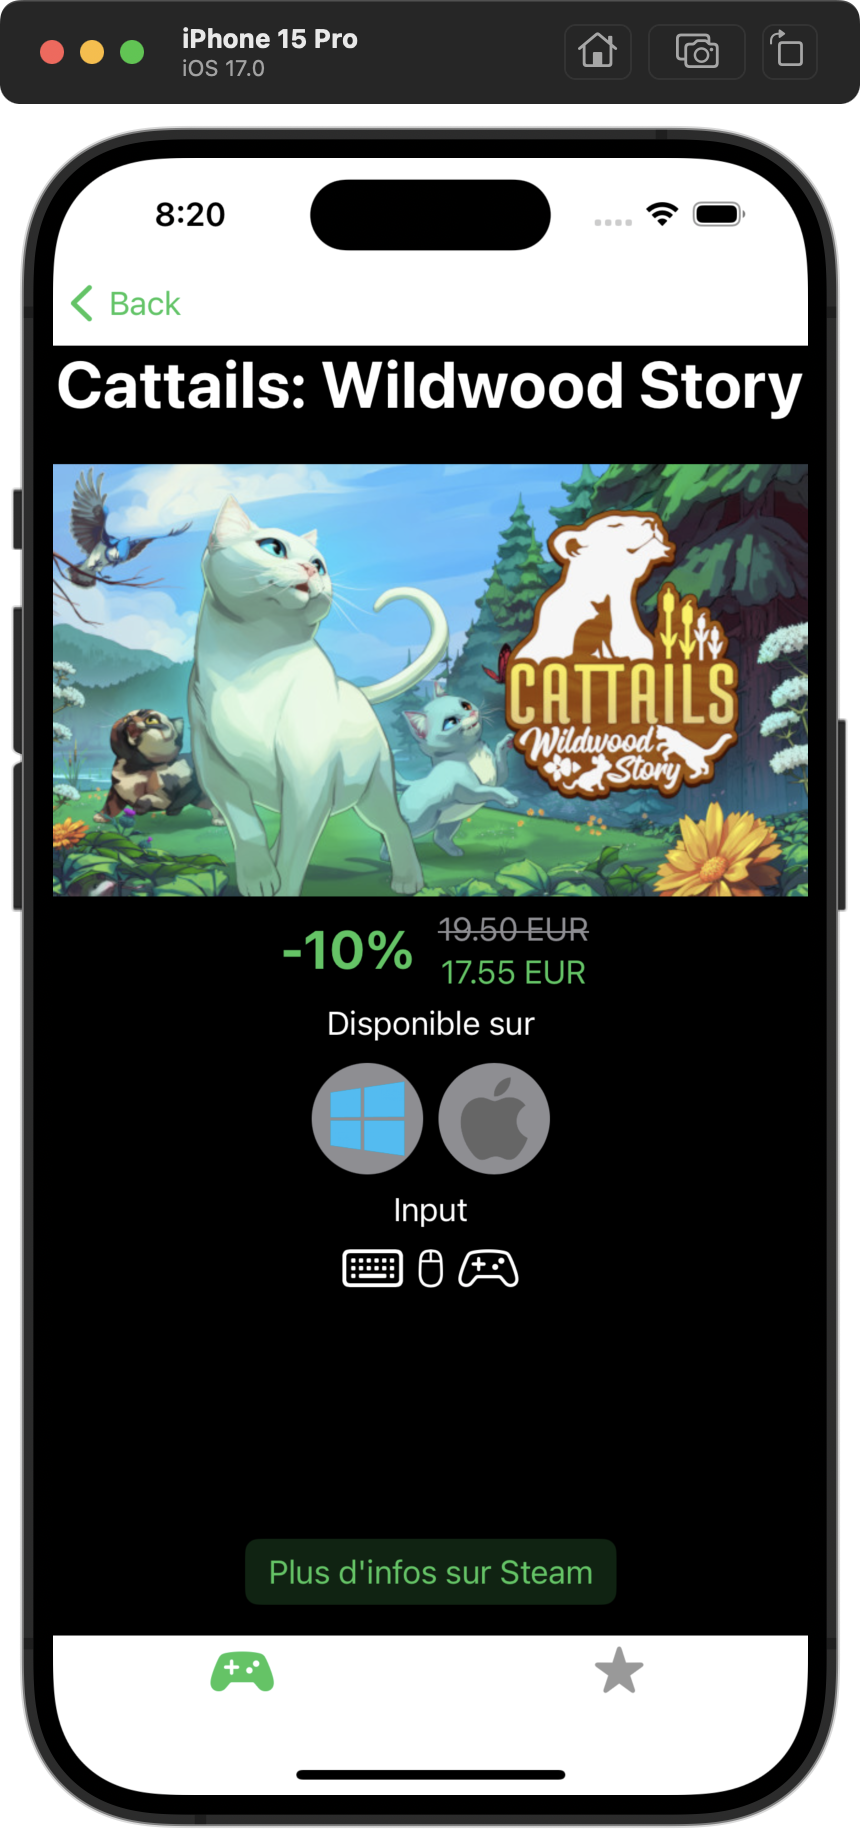 iPhone 15 Pro
iOS 17.0
8:20
Back
Cattails: Wildwood Story
CATTAILS
Wildwood
Story
-10%
19.50 EUR
17.55 EUR
Disponible sur
Input
Plus d'infos sur Steam